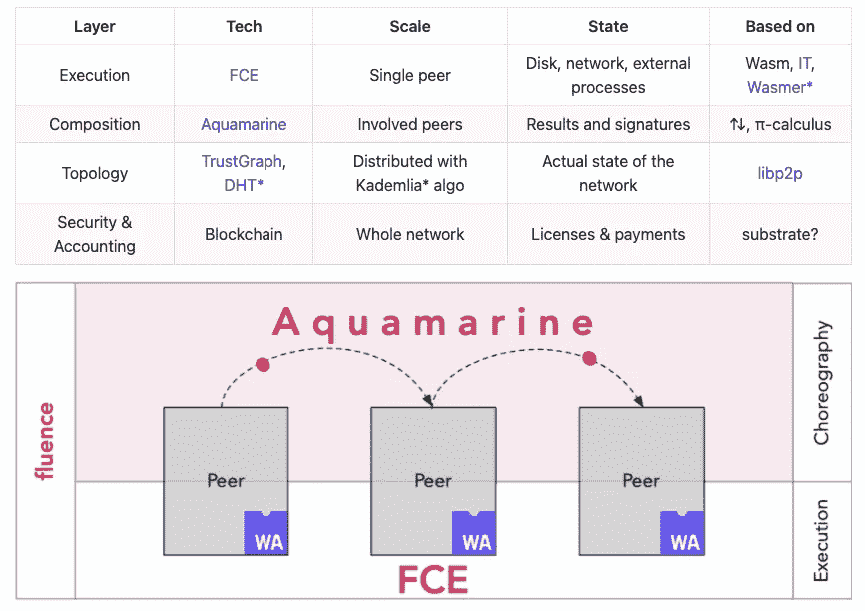 Layer Tech Scale State Based on
Execution FCE Single peer Disk, network, external processes Wasm, IT, Wasmer*
Composition Aquamarine Involved peers Results and signatures ↑↓, π-calculus
Topology TrustGraph, DHT* Distributed with Kademlia* algo Actual state of the network libp2p
Security & Accounting Blockchain Whole network Licenses & payments substrate?
Aquamarine
fluence
Choreography
Peer Peer Peer
WA WA WA
Execution
FCE